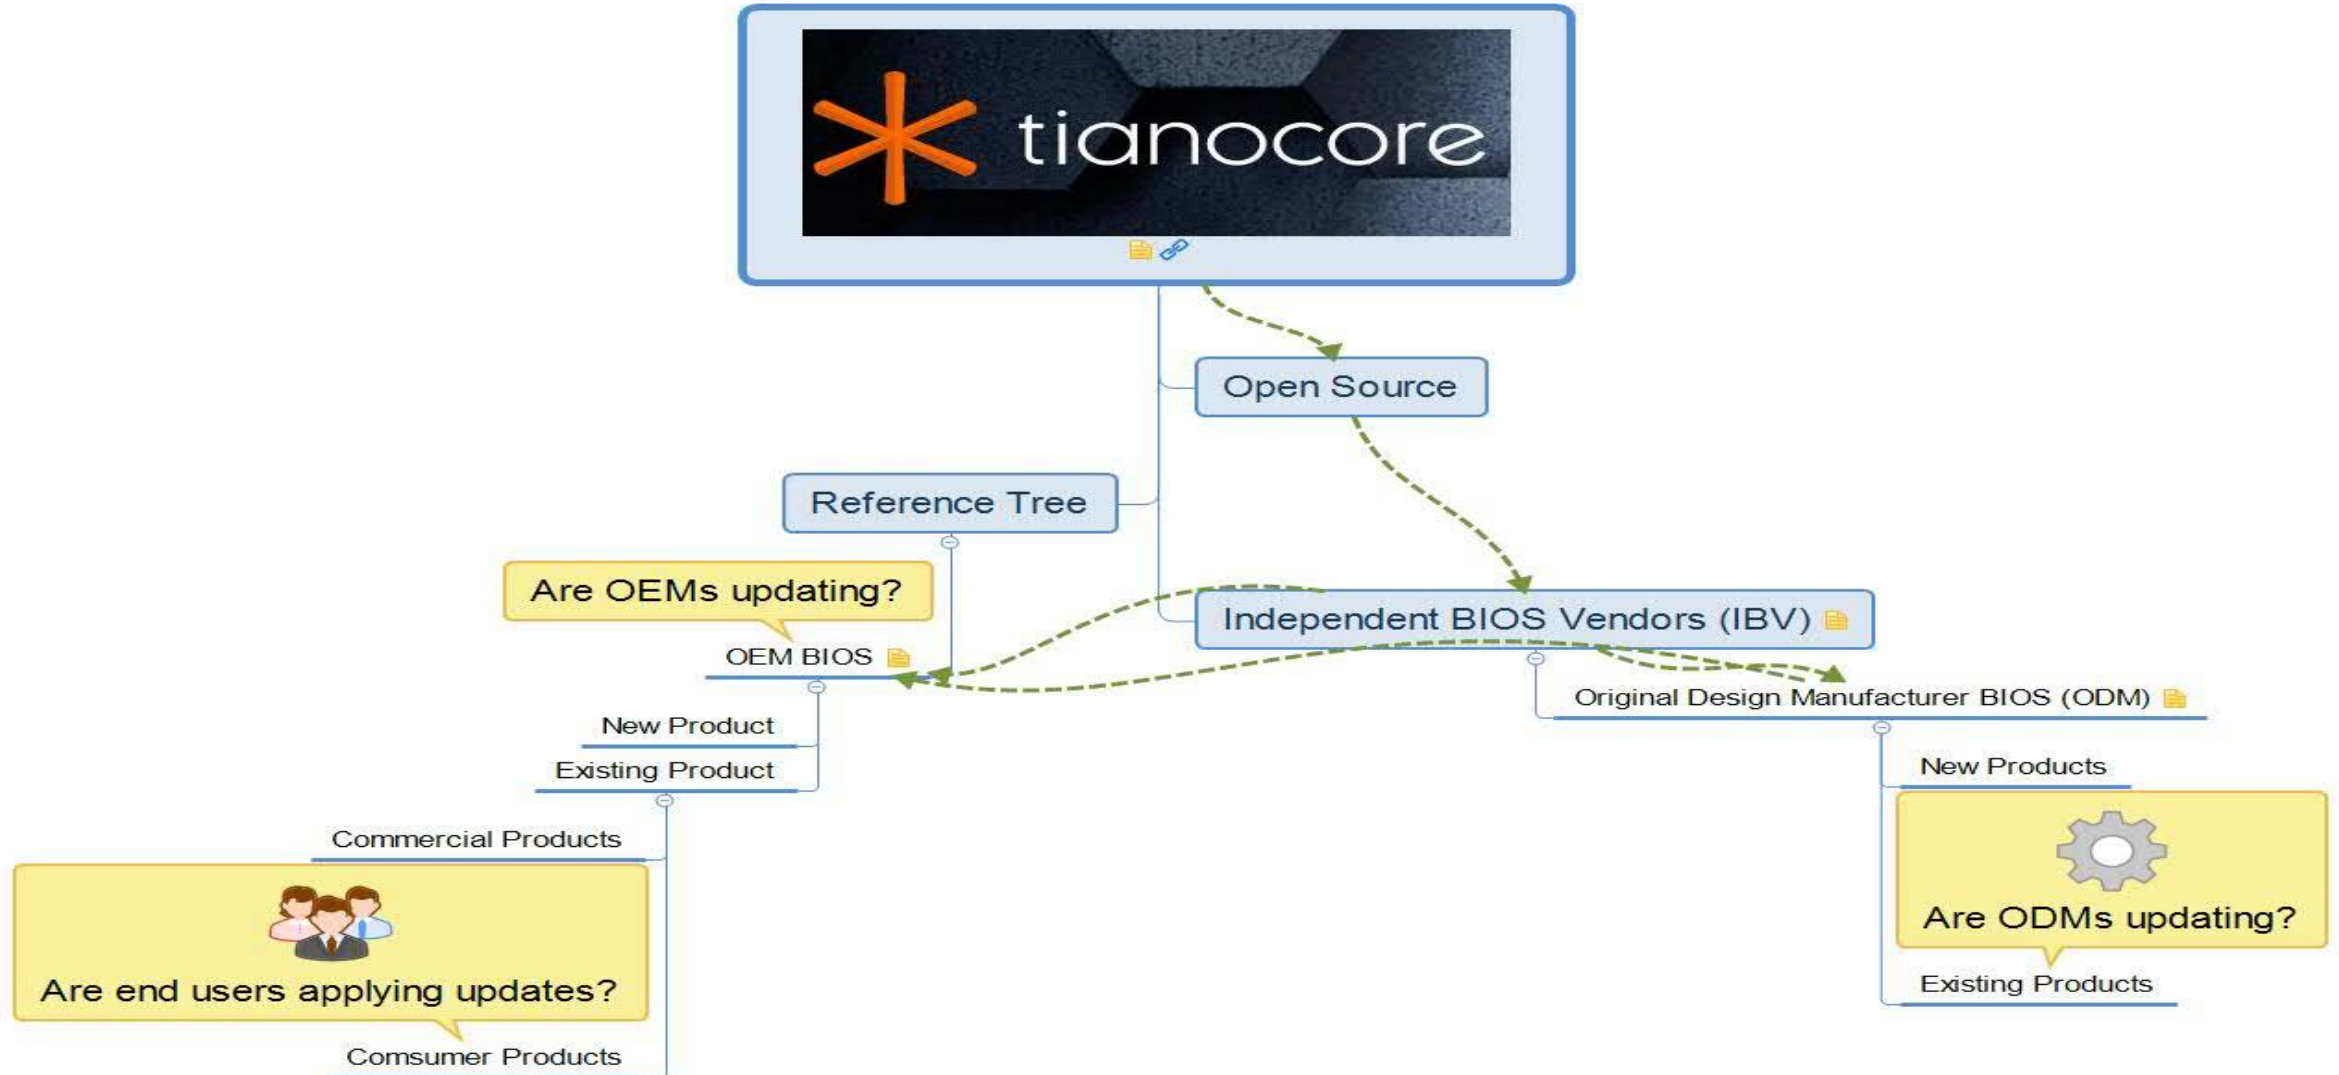 tianocore
Open Source
Reference Tree
Are OEMs updating?
Independent BIOS Vendors (IBV)
OEM BIOS
Original Design Manufacturer BIOS (ODM)
New Product
Existing Product
New Products
Commercial Products
Are ODMs updating?
Are end users applying updates?
Existing Products
Comsumer Products